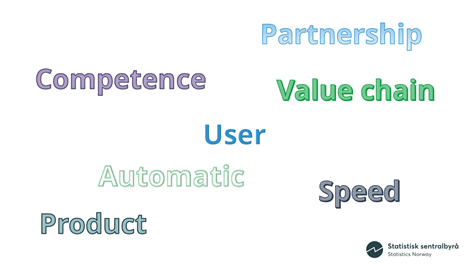 Partnership
Competence
Value chain
User
Automatic
Speed
Product
Statistisk sentralbyrå
Statistics Norway